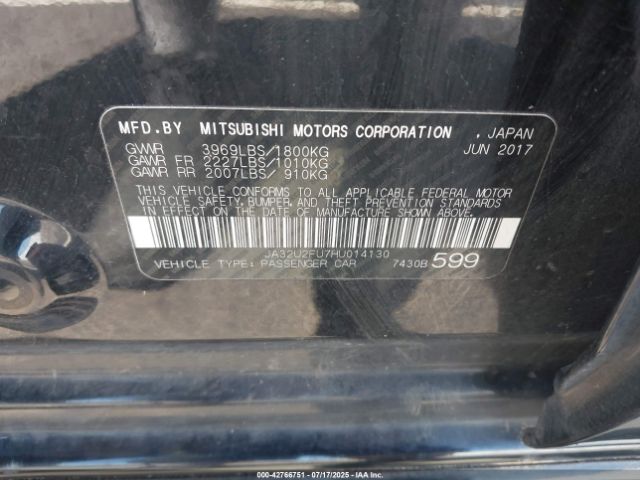 MFD.BY MITSUBISHI MOTORS CORPORATION , JAPAN
GVWR 3969LBS/1800KG JUN 2017
GAWR FR 2227LBS/1010KG
GAWR RR 2007LBS/ 910KG
THIS VEHICLE CONFORMS TO ALL APPLICABLE FEDERAL MOTOR
VEHICLE SAFETY, BUMPER, AND THEFT PREVENTION STANDARDS
IN EFFECT ON THE DATE OF MANUFACTURE SHOWN ABOVE.
JA32U2FU7HU014130
VEHICLE TYPE: PASSENGER CAR 7430B 599
000-42766751 - 07/17/2025 - IAAI.com